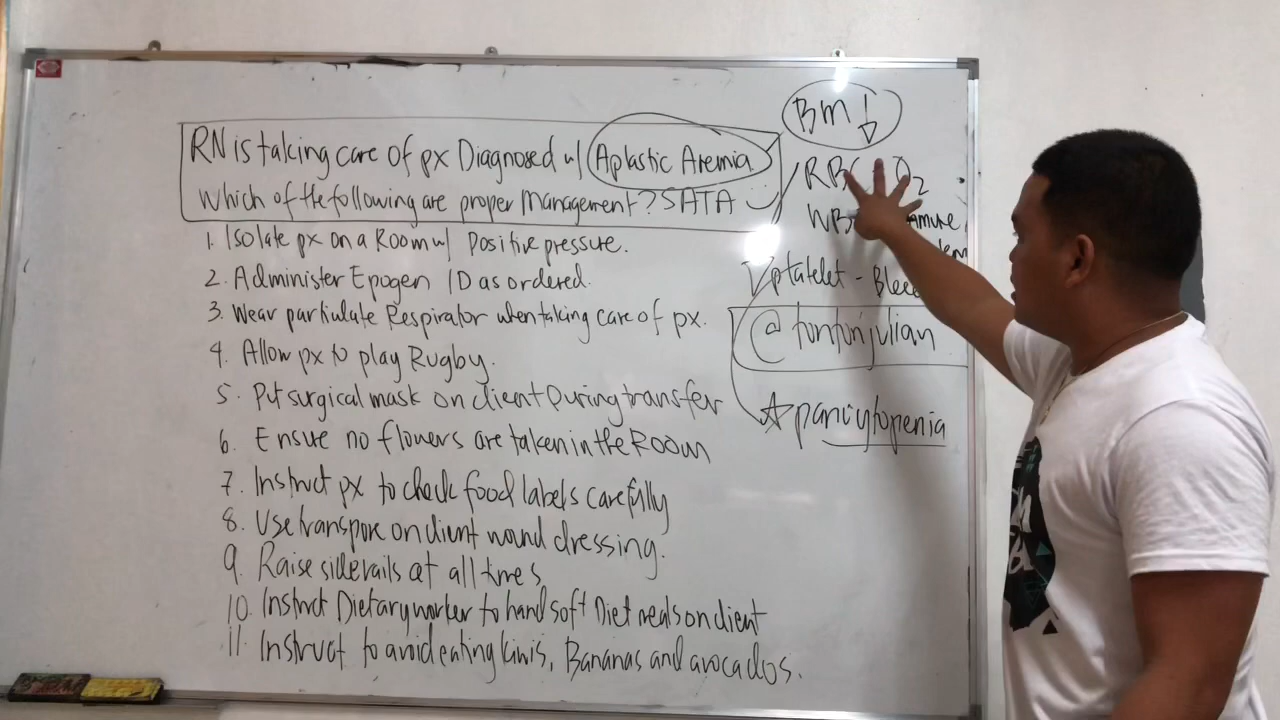 RN is taking care of px Diagnosed w/ Aplastic Anemia
Which of the following are proper management? SATA
1. Isolate px on a Room w/ Positive pressure.
2. Administer Epogen ID as ordered.
3. Wear particulate Respirator when taking care of px.
4. Allow px to play Rugby.
5. Put surgical mask on client During transfer
6. Ensure no flowers are taken in the Room
7. Instruct px to check food labels carefully
8. Use transpore on client wound dressing.
9. Raise siderails at all times
10. Instruct Dietary worker to hand soft Diet meals on client
11. Instruct to avoid eating kiwis, Bananas and avocados.
BM ↓
RBC O2
WB
platelet - Blee
@tontonjulian
☆ pancytopenia